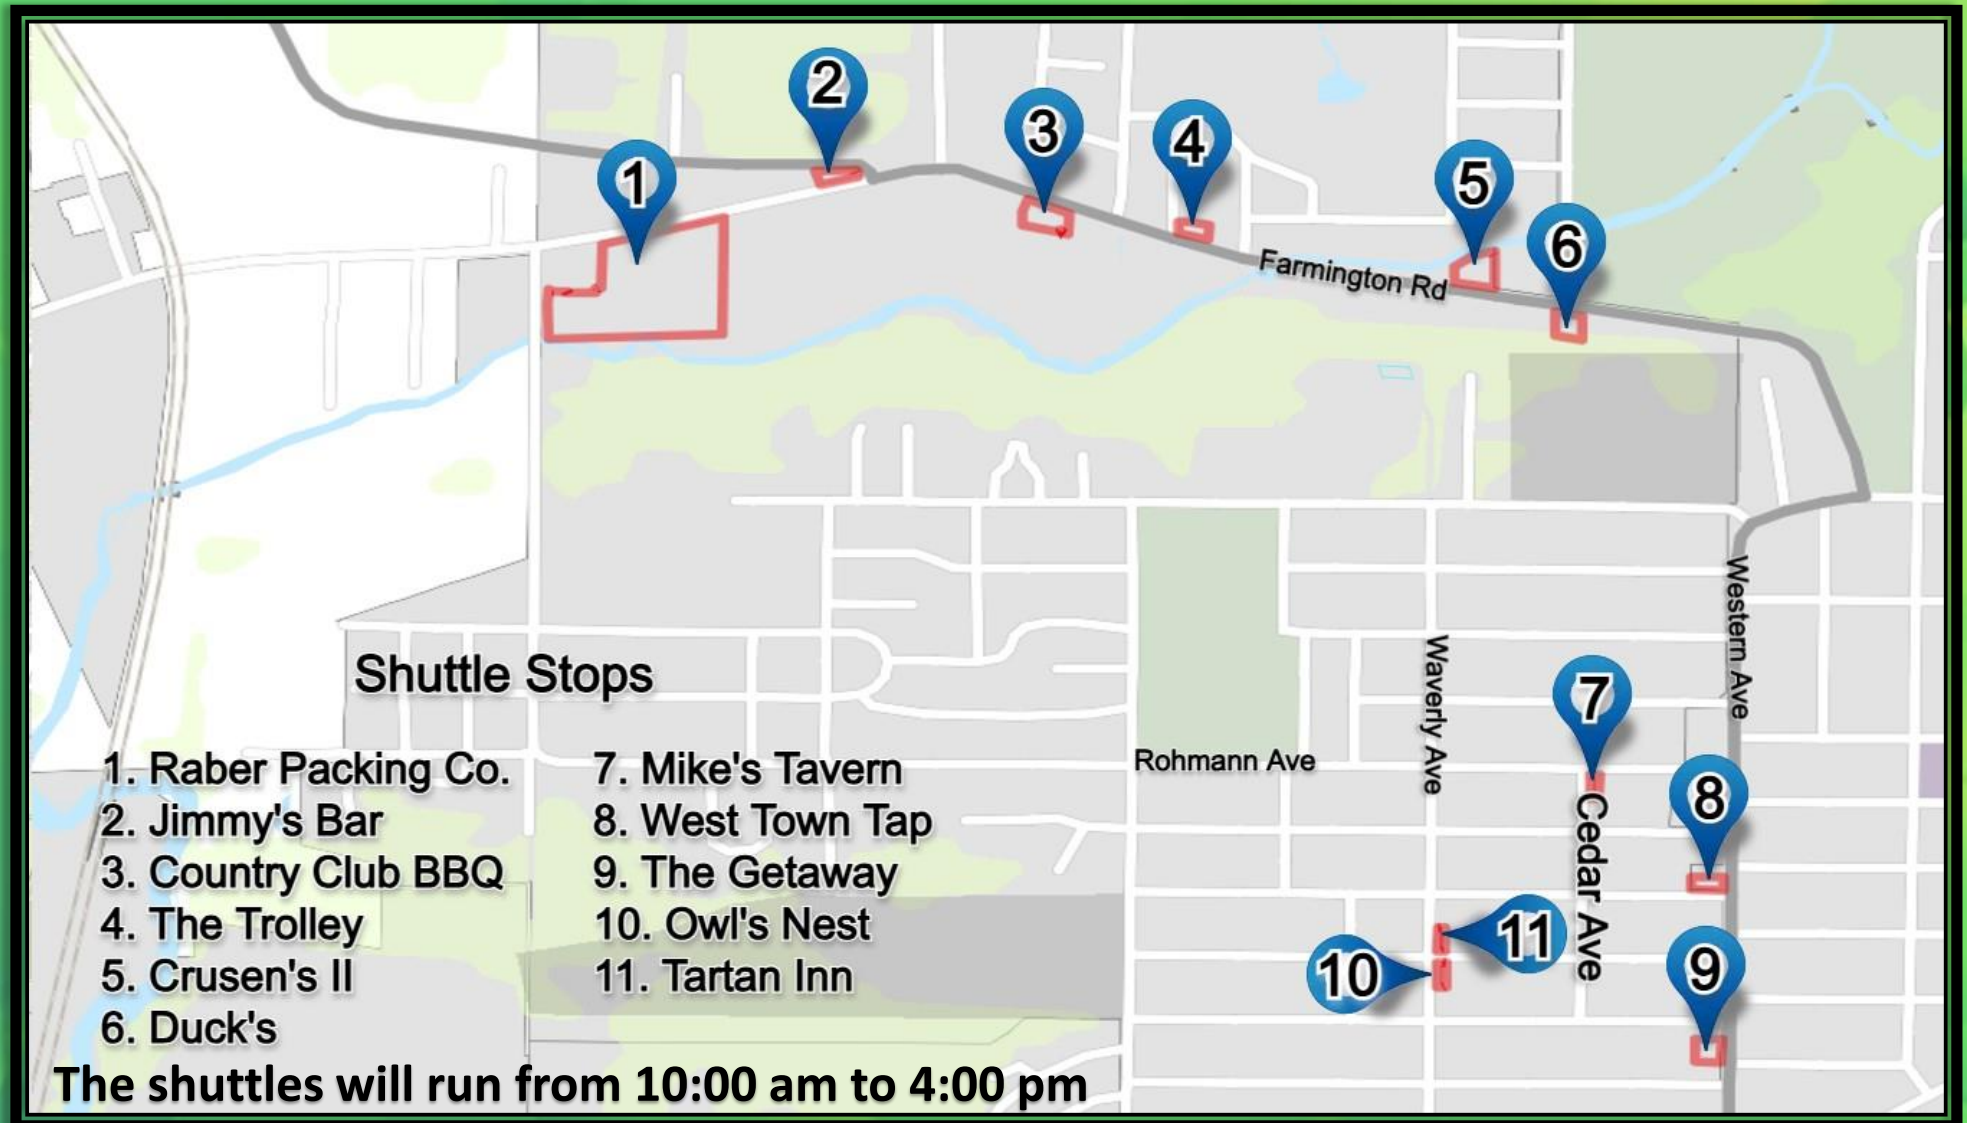 1
2
3
4
5
6
Farmington Rd
Western Ave
Waverly Ave
Rohmann Ave
7
Cedar Ave
8
9
10
11
Shuttle Stops
1. Raber Packing Co.
2. Jimmy's Bar
3. Country Club BBQ
4. The Trolley
5. Crusen's II
6. Duck's
7. Mike's Tavern
8. West Town Tap
9. The Getaway
10. Owl's Nest
11. Tartan Inn
The shuttles will run from 10:00 am to 4:00 pm